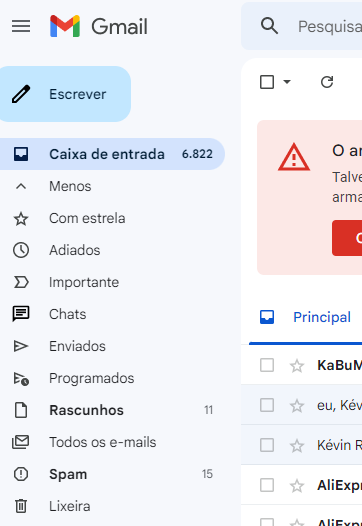 Gmail
Pesquisa
Escrever
Caixa de entrada 6.822
Menos
Com estrela
Adiados
Importante
Chats
Enviados
Programados
Rascunhos 11
Todos os e-mails
Spam 15
Lixeira
O
Talve
arma
Principal
KaBuM
eu, Kév
Kévin R
AliExpr
AliExpr